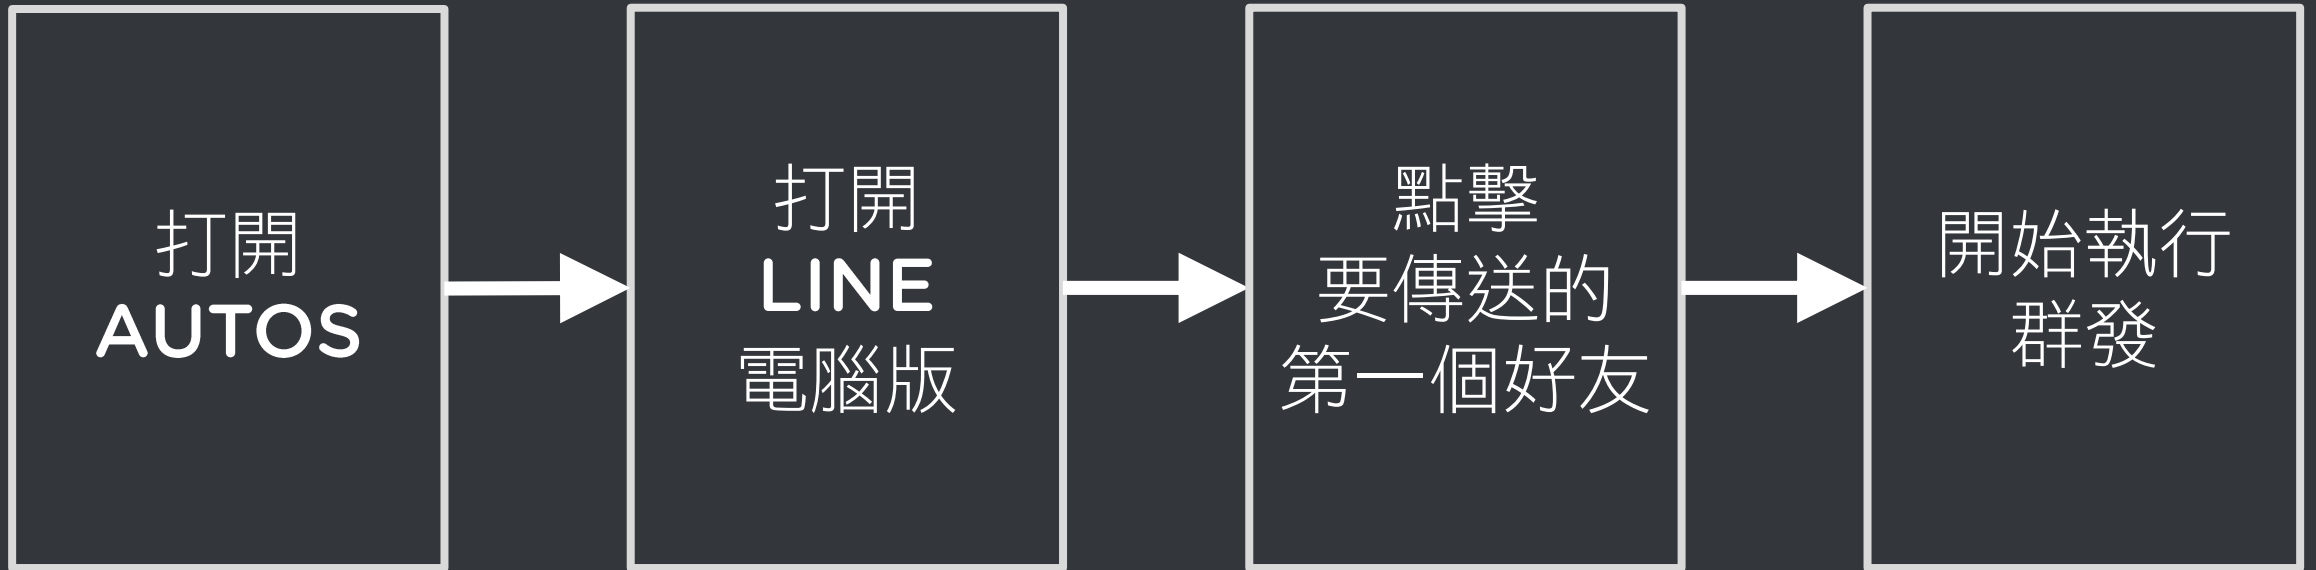 打開
AUTOS
打開
LINE
電腦版
點擊
要傳送的
第一個好友
開始執行
群發